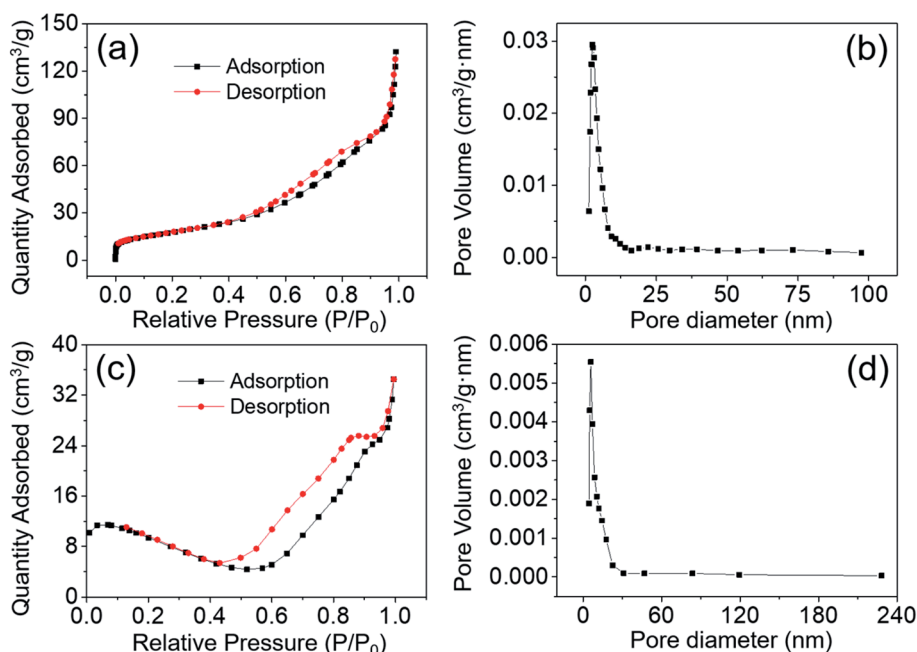 (a)
Quantity Adsorbed (cm³/g)
150
120
90
60
30
0
Adsorption
Desorption
0.0 0.2 0.4 0.6 0.8 1.0
Relative Pressure (P/P₀)
(b)
Pore Volume (cm³/g·nm)
0.03
0.02
0.01
0.00
0 25 50 75 100
Pore diameter (nm)
(c)
Quantity Adsorbed (cm³/g)
40
32
24
16
8
0
Adsorption
Desorption
0.0 0.2 0.4 0.6 0.8 1.0
Relative Pressure (P/P₀)
(d)
Pore Volume (cm³/g·nm)
0.006
0.005
0.004
0.003
0.002
0.001
0.000
0 60 120 180 240
Pore diameter (nm)